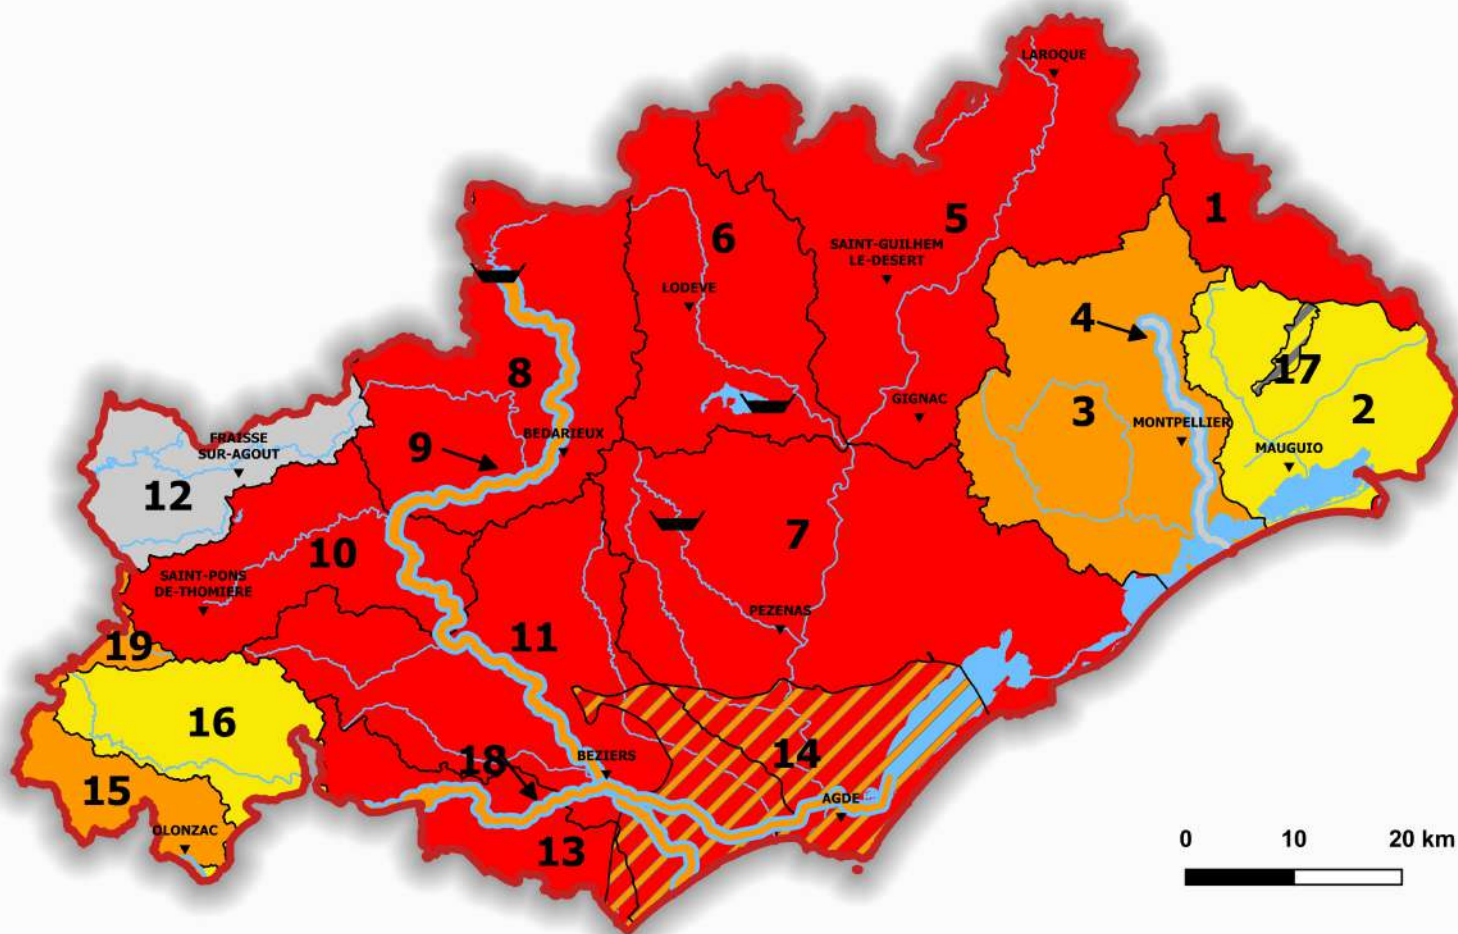 LAROQUE
1
5
6
SAINT-GUILHEM
LE-DESERT
LODEVE
4
17
8
2
GIGNAC
3
MONTPELLIER
9
BEDARIEUX
FRAISSE
SUR-AGOUT
MAUGUIO
12
7
10
SAINT-PONS
DE-THOMIERE
PEZENAS
19
11
16
14
18
BEZIERS
15
AGDE
OLONZAC
13
0 10 20 km